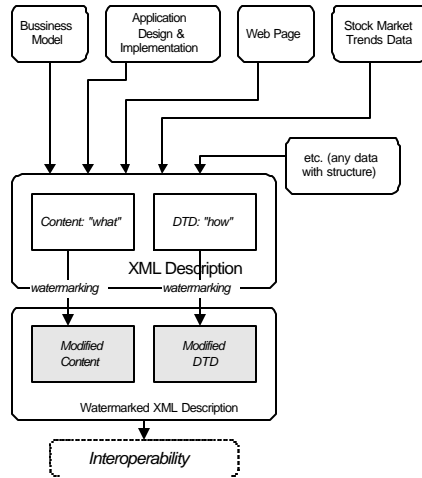 Bussiness
Model
Application
Design &
Implementation
Web Page
Stock Market
Trends Data
etc. (any data
with structure)
Content: "what"
DTD: "how"
XML Description
watermarking
watermarking
Modified
Content
Modified
DTD
Watermarked XML Description
Interoperability